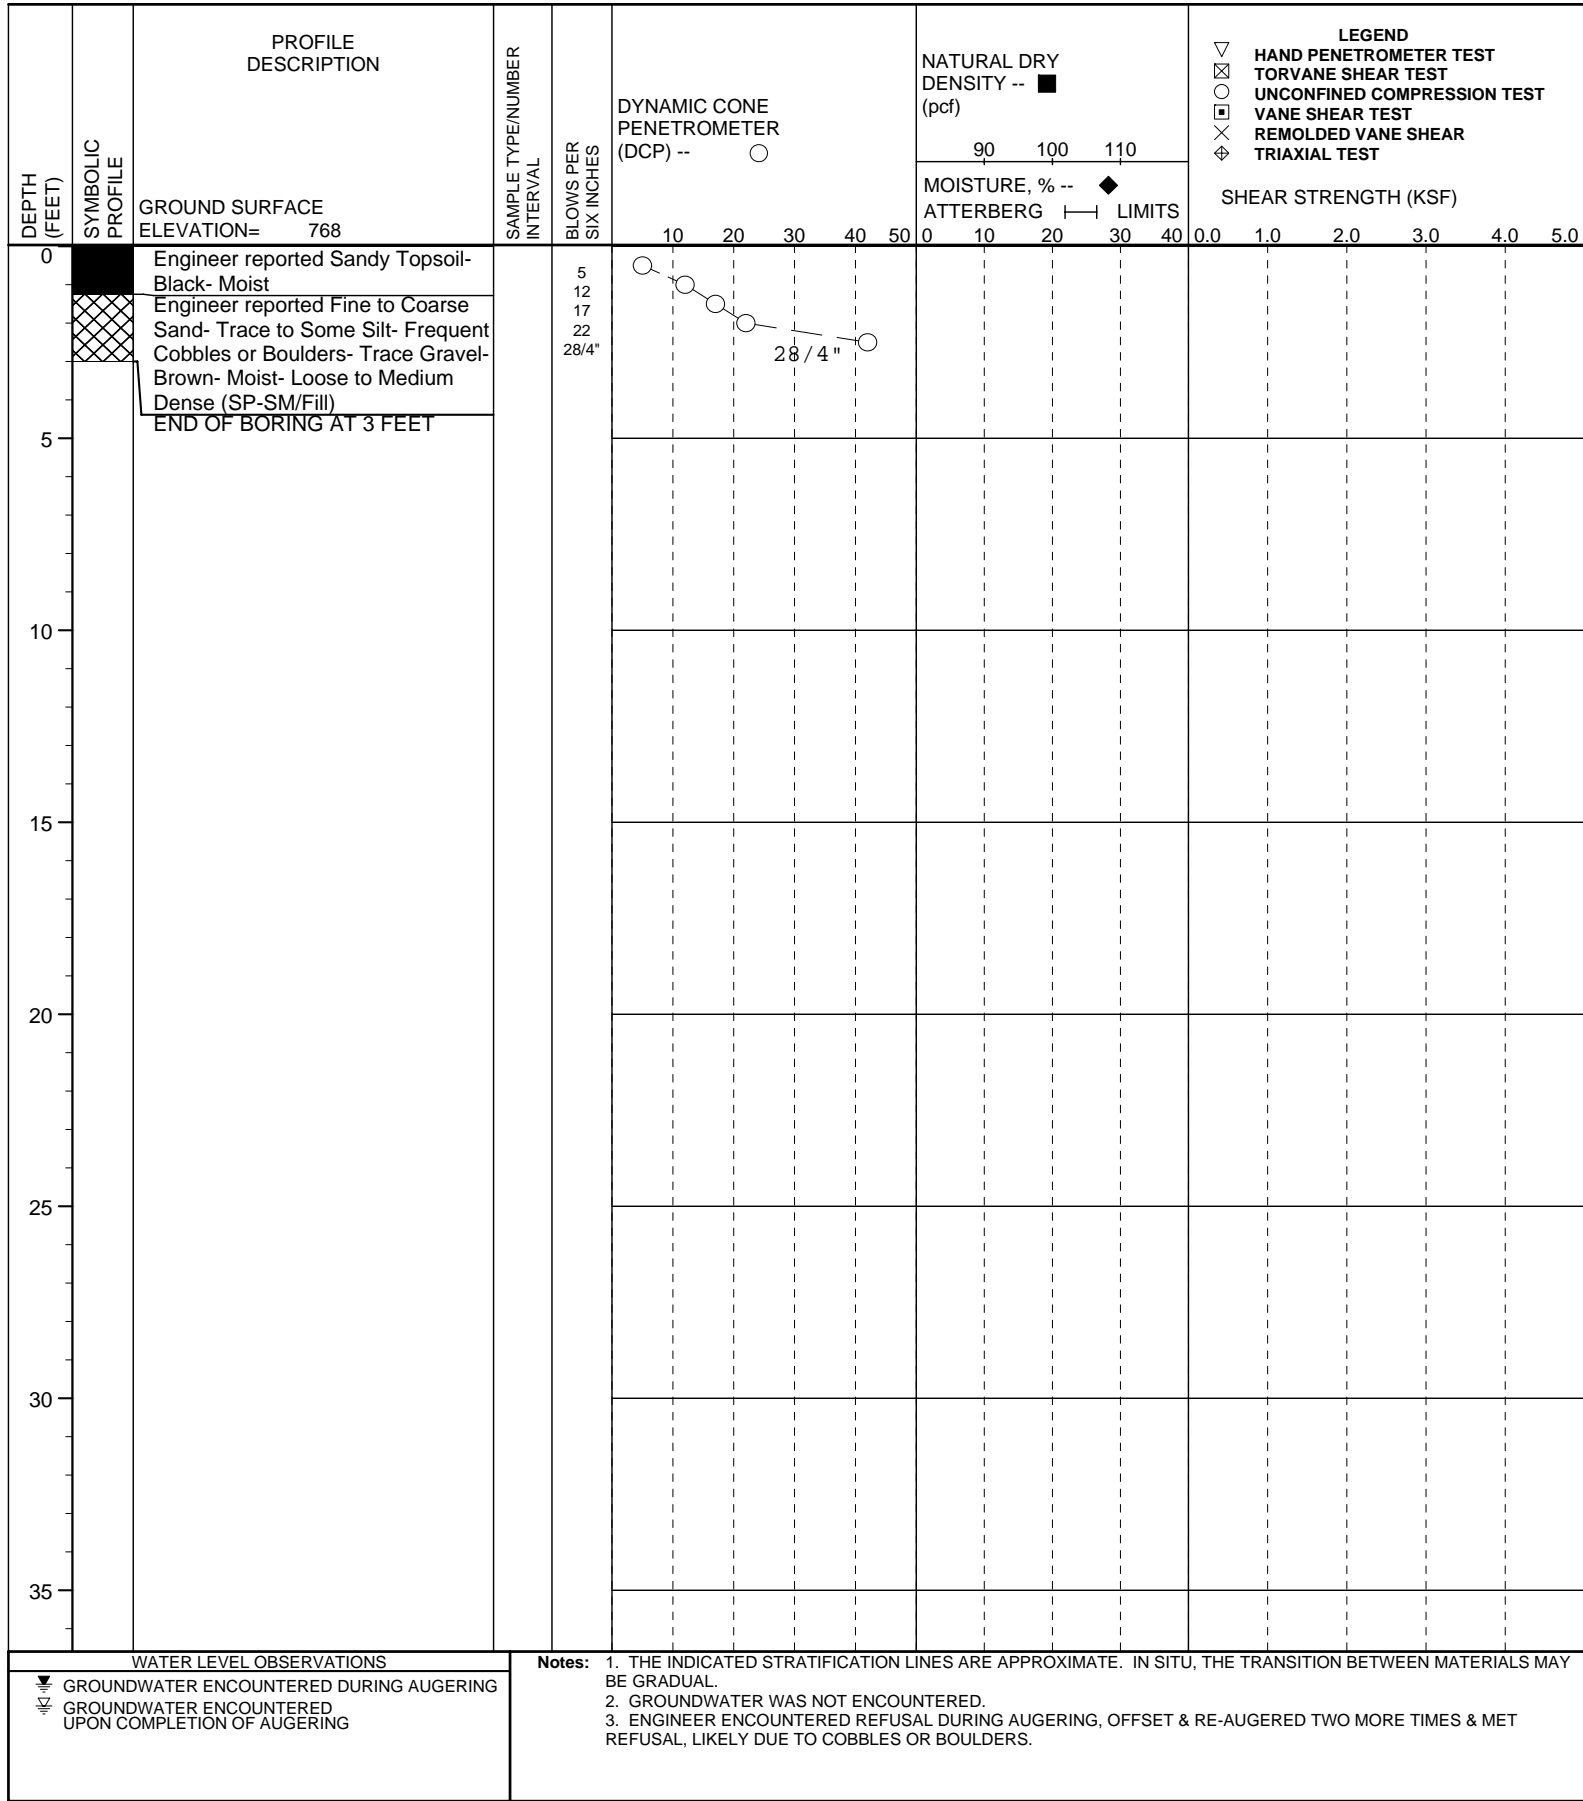 DEPTH
(FEET)
SYMBOLIC
PROFILE
PROFILE
DESCRIPTION
GROUND SURFACE
ELEVATION= 768
SAMPLE TYPE/NUMBER
INTERVAL
BLOWS PER
SIX INCHES
DYNAMIC CONE
PENETROMETER
(DCP) --
10 20 30 40 50
NATURAL DRY
DENSITY --
(pcf)
90 100 110
MOISTURE, % --
ATTERBERG LIMITS
0 10 20 30 40
LEGEND
HAND PENETROMETER TEST
TORVANE SHEAR TEST
UNCONFINED COMPRESSION TEST
VANE SHEAR TEST
REMOLDED VANE SHEAR
TRIAXIAL TEST
SHEAR STRENGTH (KSF)
0.0 1.0 2.0 3.0 4.0 5.0
0
Engineer reported Sandy Topsoil-
Black- Moist
Engineer reported Fine to Coarse
Sand- Trace to Some Silt- Frequent
Cobbles or Boulders- Trace Gravel-
Brown- Moist- Loose to Medium
Dense (SP-SM/Fill)
END OF BORING AT 3 FEET
5
12
17
22
28/4"
28/4"
5
10
15
20
25
30
35
WATER LEVEL OBSERVATIONS
GROUNDWATER ENCOUNTERED DURING AUGERING
GROUNDWATER ENCOUNTERED
UPON COMPLETION OF AUGERING
Notes: 1. THE INDICATED STRATIFICATION LINES ARE APPROXIMATE. IN SITU, THE TRANSITION BETWEEN MATERIALS MAY
BE GRADUAL.
2. GROUNDWATER WAS NOT ENCOUNTERED.
3. ENGINEER ENCOUNTERED REFUSAL DURING AUGERING, OFFSET & RE-AUGERED TWO MORE TIMES & MET
REFUSAL, LIKELY DUE TO COBBLES OR BOULDERS.